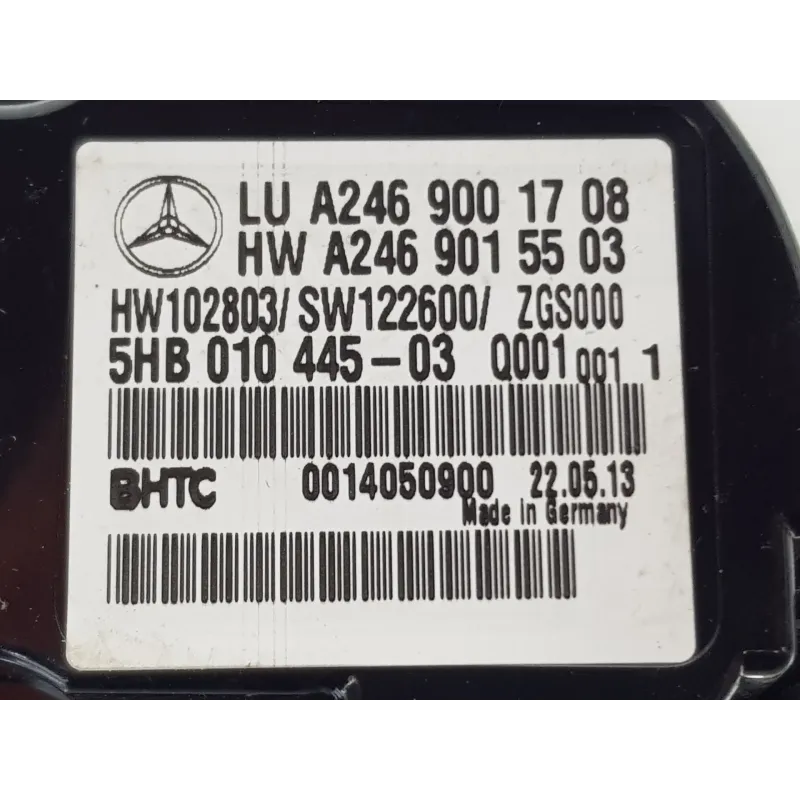 LU A246 900 17 08
HW A246 901 55 03
HW102803/ SW122600/ ZGS000
5HB 010 445-03 Q001 001 1
BHTC 0014050900 22.05.13
Made in Germany